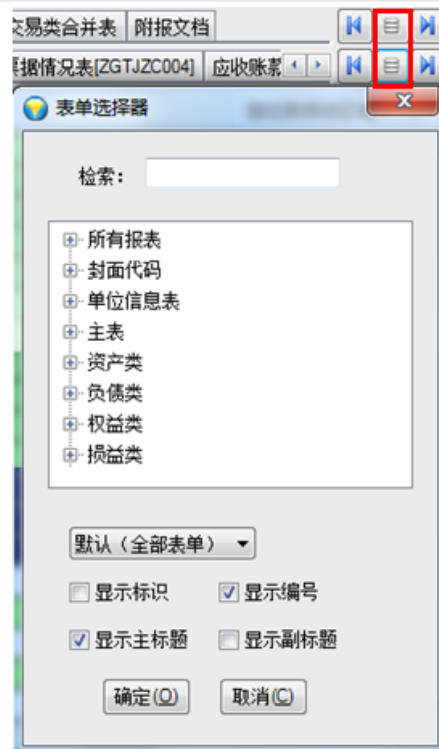 交易类合并表 附报文档
票据情况表[ZGTJZC004] 应收账款
表单选择器
检索：
所有报表
封面代码
单位信息表
主表
资产类
负债类
权益类
损益类
默认（全部表单）
显示标识 显示编号
显示主标题 显示副标题
确定(O) 取消(C)